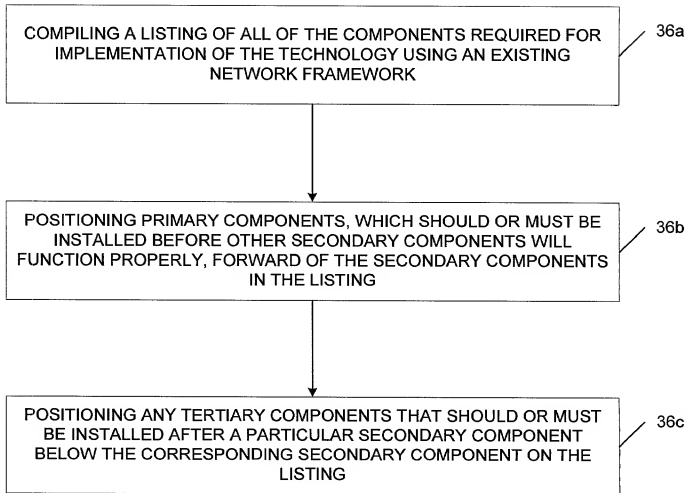 COMPILING A LISTING OF ALL OF THE COMPONENTS REQUIRED FOR
IMPLEMENTATION OF THE TECHNOLOGY USING AN EXISTING
NETWORK FRAMEWORK
36a
POSITIONING PRIMARY COMPONENTS, WHICH SHOULD OR MUST BE
INSTALLED BEFORE OTHER SECONDARY COMPONENTS WILL
FUNCTION PROPERLY, FORWARD OF THE SECONDARY COMPONENTS
IN THE LISTING
36b
POSITIONING ANY TERTIARY COMPONENTS THAT SHOULD OR MUST
BE INSTALLED AFTER A PARTICULAR SECONDARY COMPONENT
BELOW THE CORRESPONDING SECONDARY COMPONENT ON THE
LISTING
36c